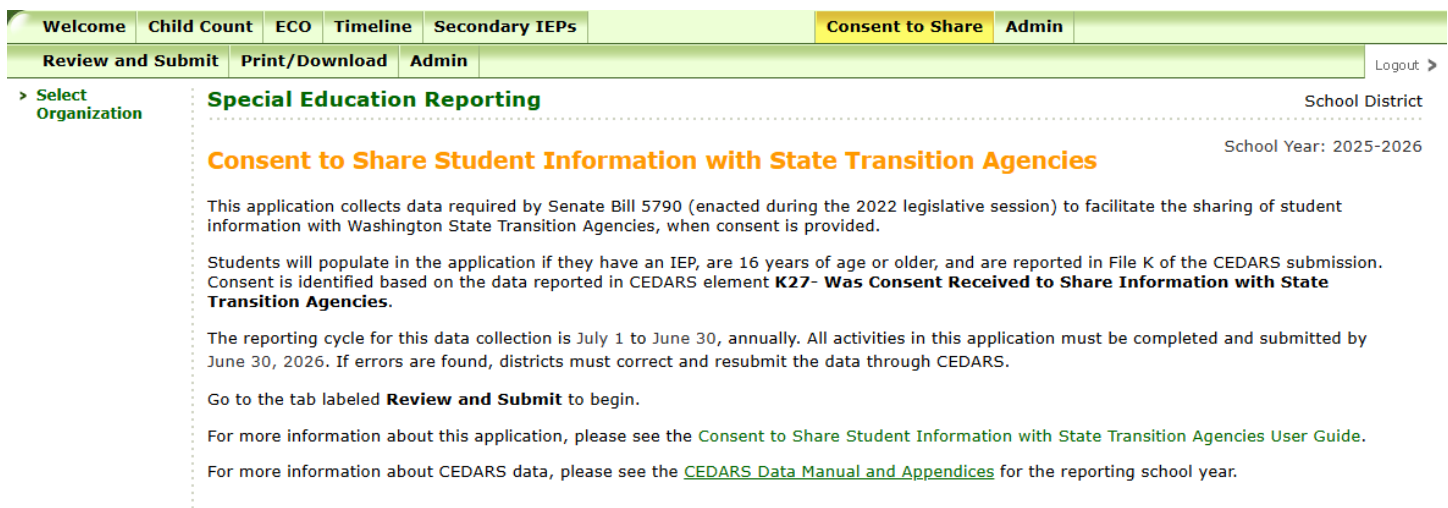 Welcome Child Count ECO Timeline Secondary IEPs Consent to Share Admin
Review and Submit Print/Download Admin Logout >
> Select
Organization
Special Education Reporting School District
School Year: 2025-2026
Consent to Share Student Information with State Transition Agencies
This application collects data required by Senate Bill 5790 (enacted during the 2022 legislative session) to facilitate the sharing of student
information with Washington State Transition Agencies, when consent is provided.
Students will populate in the application if they have an IEP, are 16 years of age or older, and are reported in File K of the CEDARS submission.
Consent is identified based on the data reported in CEDARS element K27- Was Consent Received to Share Information with State
Transition Agencies.
The reporting cycle for this data collection is July 1 to June 30, annually. All activities in this application must be completed and submitted by
June 30, 2026. If errors are found, districts must correct and resubmit the data through CEDARS.
Go to the tab labeled Review and Submit to begin.
For more information about this application, please see the Consent to Share Student Information with State Transition Agencies User Guide.
For more information about CEDARS data, please see the CEDARS Data Manual and Appendices for the reporting school year.